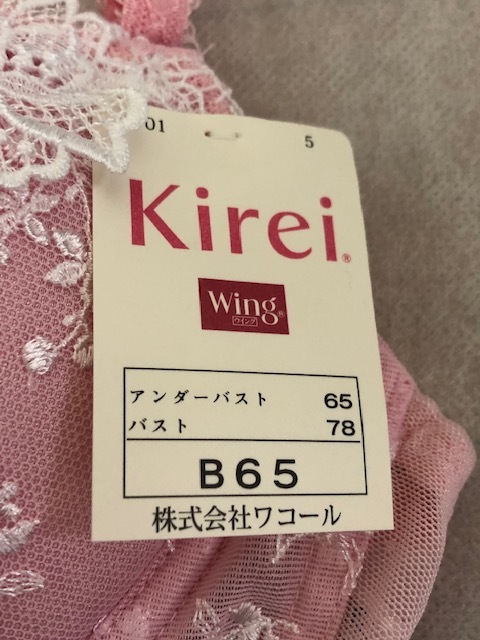 01 5
Kirei®
Wing®
ウイング
アンダーバスト 65
バスト 78
B65
株式会社ワコール